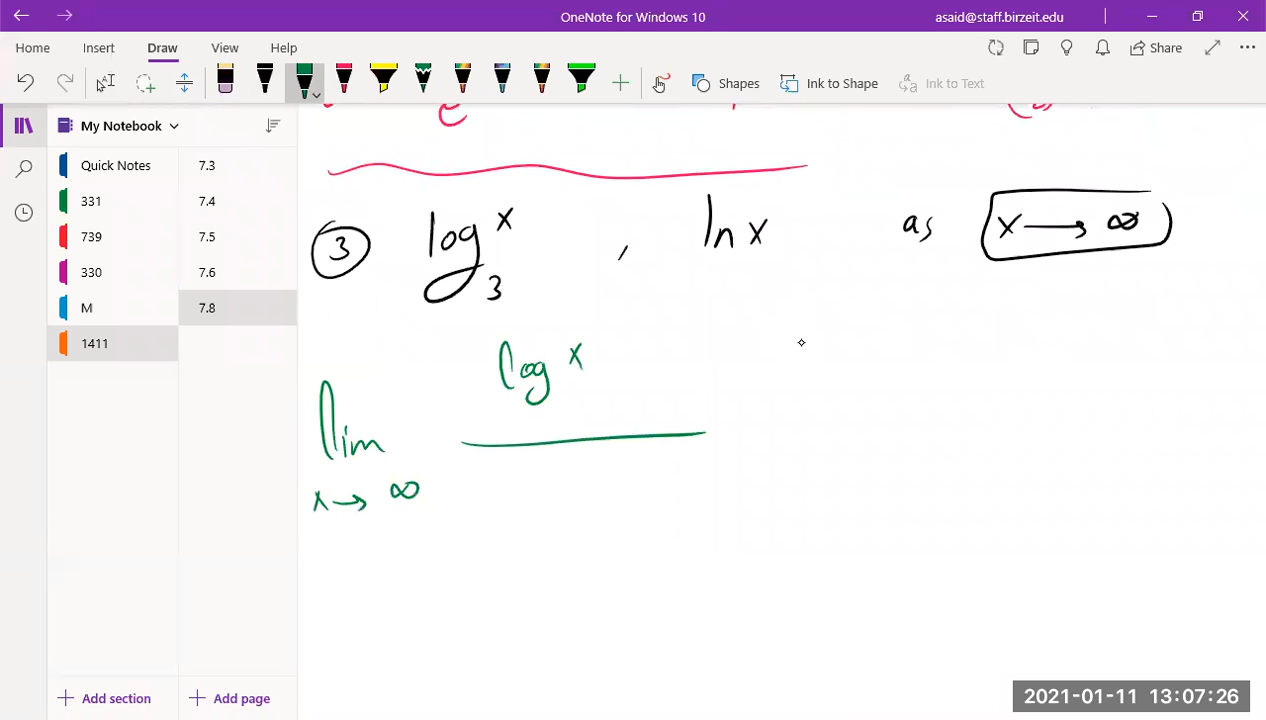 OneNote for Windows 10
asaid@staff.birzeit.edu
Home Insert Draw View Help
Share
Shapes
Ink to Shape
Ink to Text
My Notebook
Quick Notes
331
739
330
M
1411
7.3
7.4
7.5
7.6
7.8
e
③ log₃ x , ln x as x → ∞
lim x → ∞ log x
Add section
Add page
2021-01-11 13:07:26